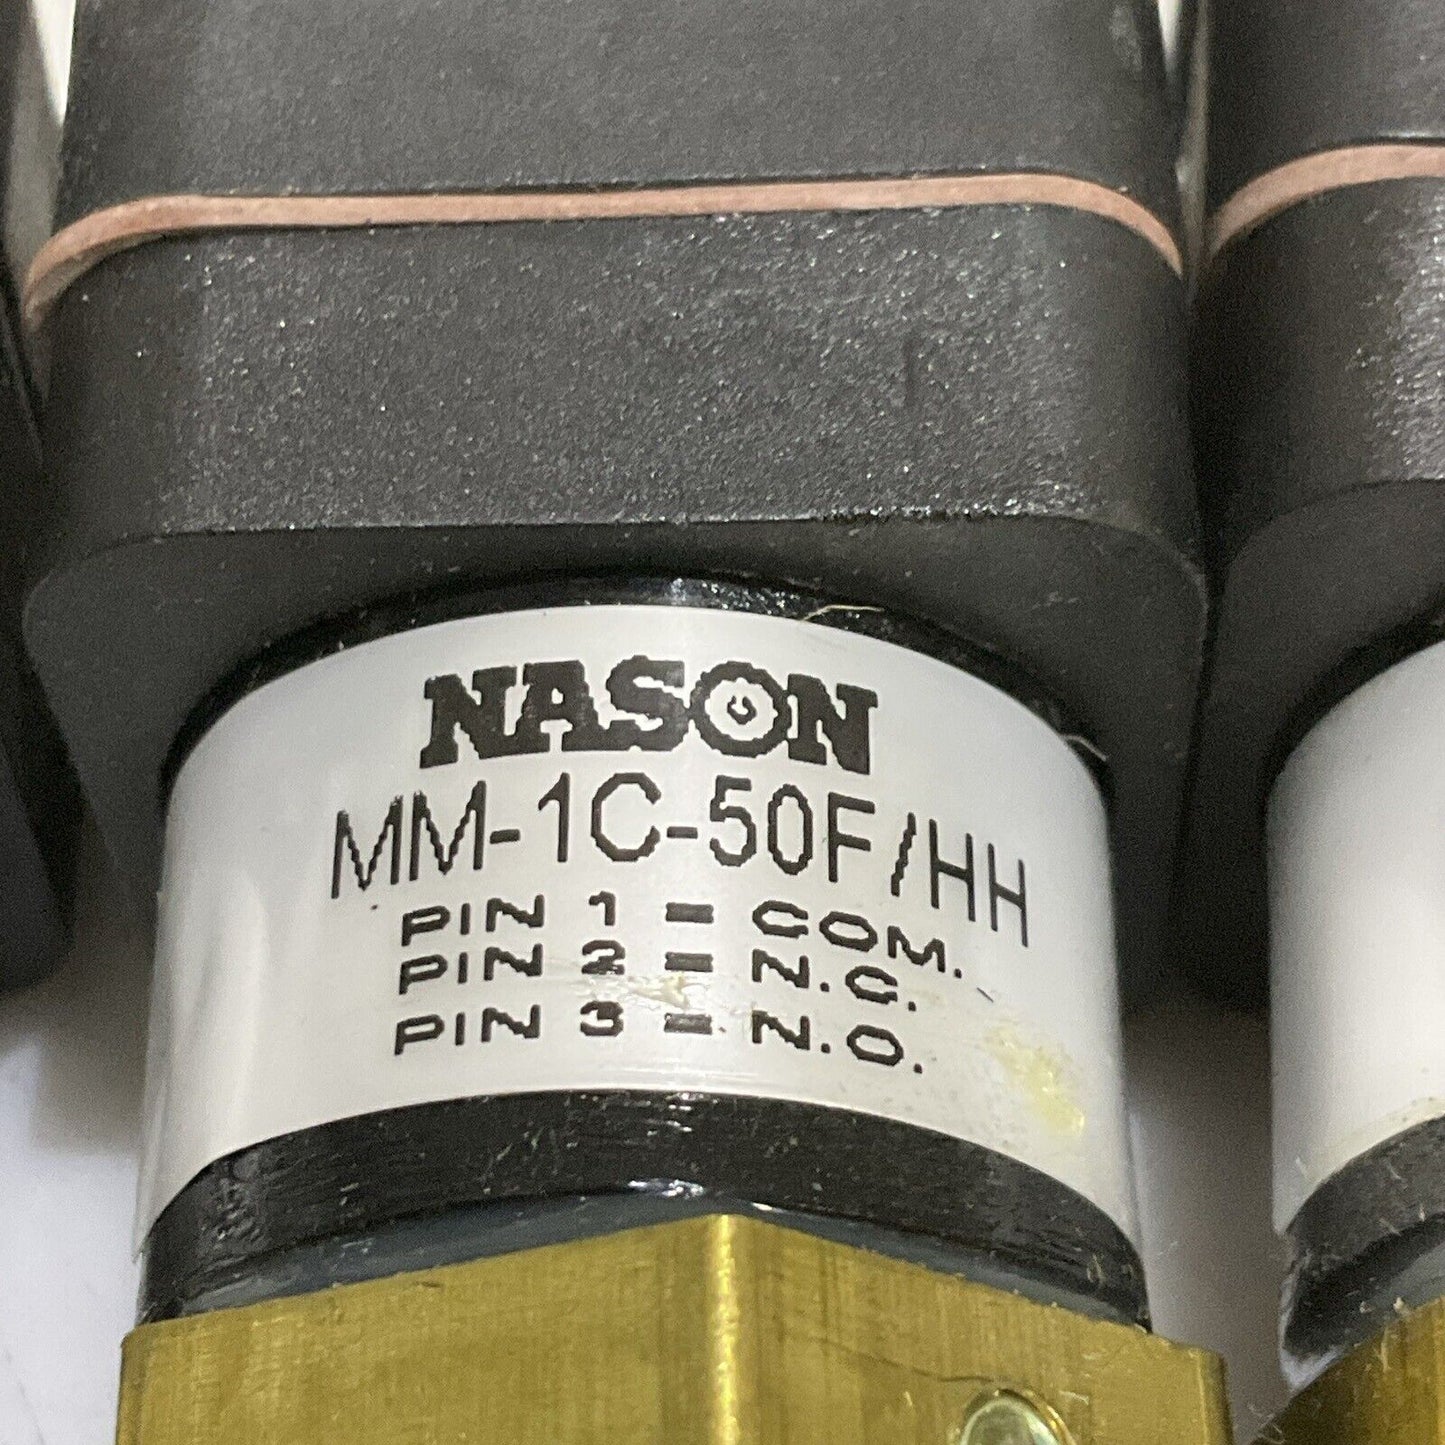 NASON
MM-1C-50F/HH
PIN 1 = COM.
PIN 2 = N.C.
PIN 3 = N.O.